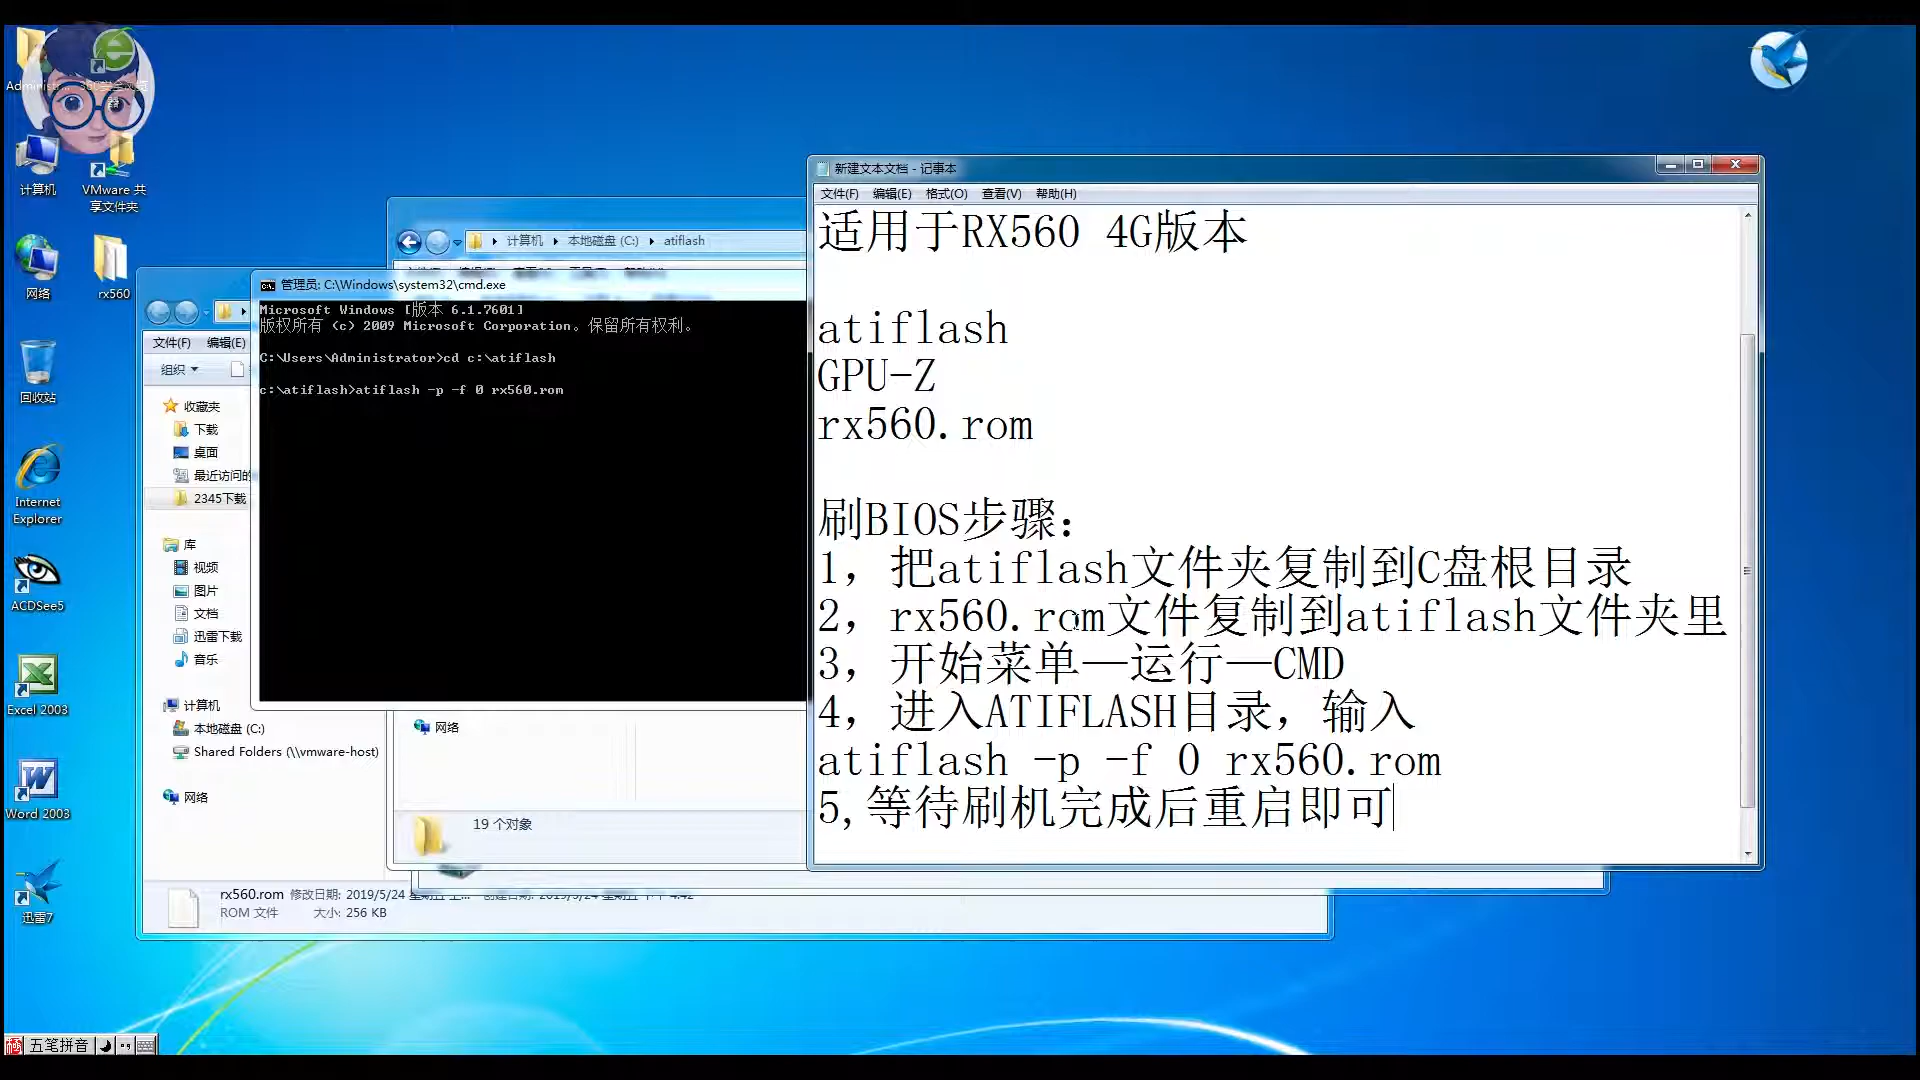 Administr...
计算机
VMware 共
享文件夹
网络
rx560
回收站
Internet
Explorer
ACDSee5
Excel 2003
Word 2003
迅雷7
五笔拼音
计算机 本地磁盘 (C:) atiflash
网络
19 个对象
文件(F) 编辑(E)
组织
收藏夹
下载
桌面
最近访问的
2345下载
库
视频
图片
文档
迅雷下载
音乐
计算机
本地磁盘 (C:)
Shared Folders (\\vmware-host)
网络
rx560.rom 修改日期: 2019/5/24
ROM 文件 大小: 256 KB
管理员: C:\Windows\system32\cmd.exe
Microsoft Windows [版本 6.1.7601]
版权所有 (c) 2009 Microsoft Corporation。保留所有权利。
C:\Users\Administrator>cd c:\atiflash
c:\atiflash>atiflash -p -f 0 rx560.rom
新建文本文档 - 记事本
文件(F) 编辑(E) 格式(O) 查看(V) 帮助(H)
适用于RX560 4G版本
atiflash
GPU-Z
rx560.rom
刷BIOS步骤:
1，把atiflash文件夹复制到C盘根目录
2，rx560.rom文件复制到atiflash文件夹里
3，开始菜单—运行—CMD
4，进入ATIFLASH目录，输入
atiflash -p -f 0 rx560.rom
5,等待刷机完成后重启即可